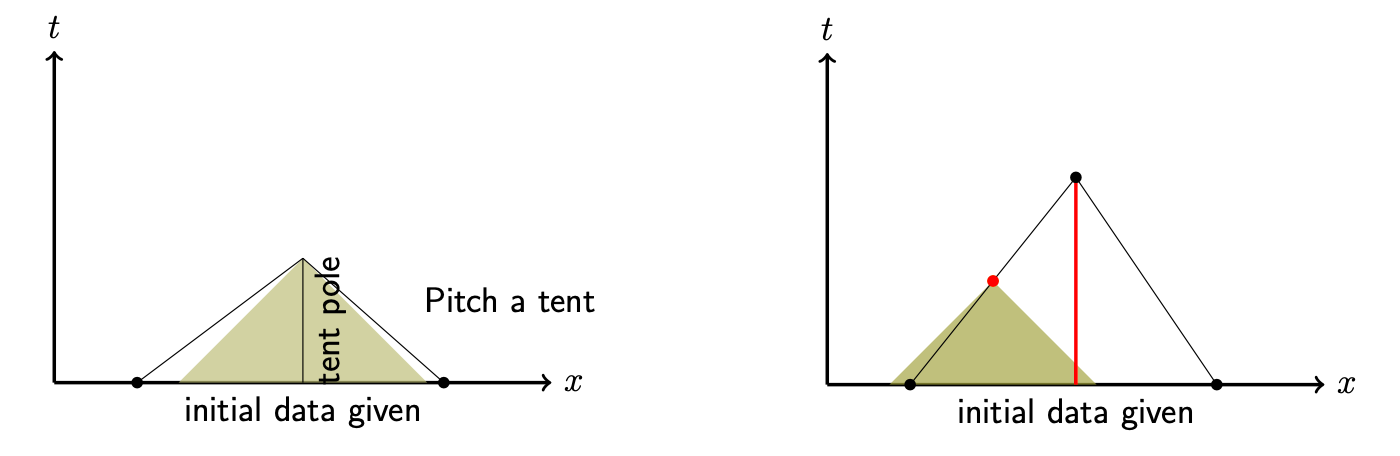 t
tent pole
Pitch a tent
x
initial data given
t
x
initial data given